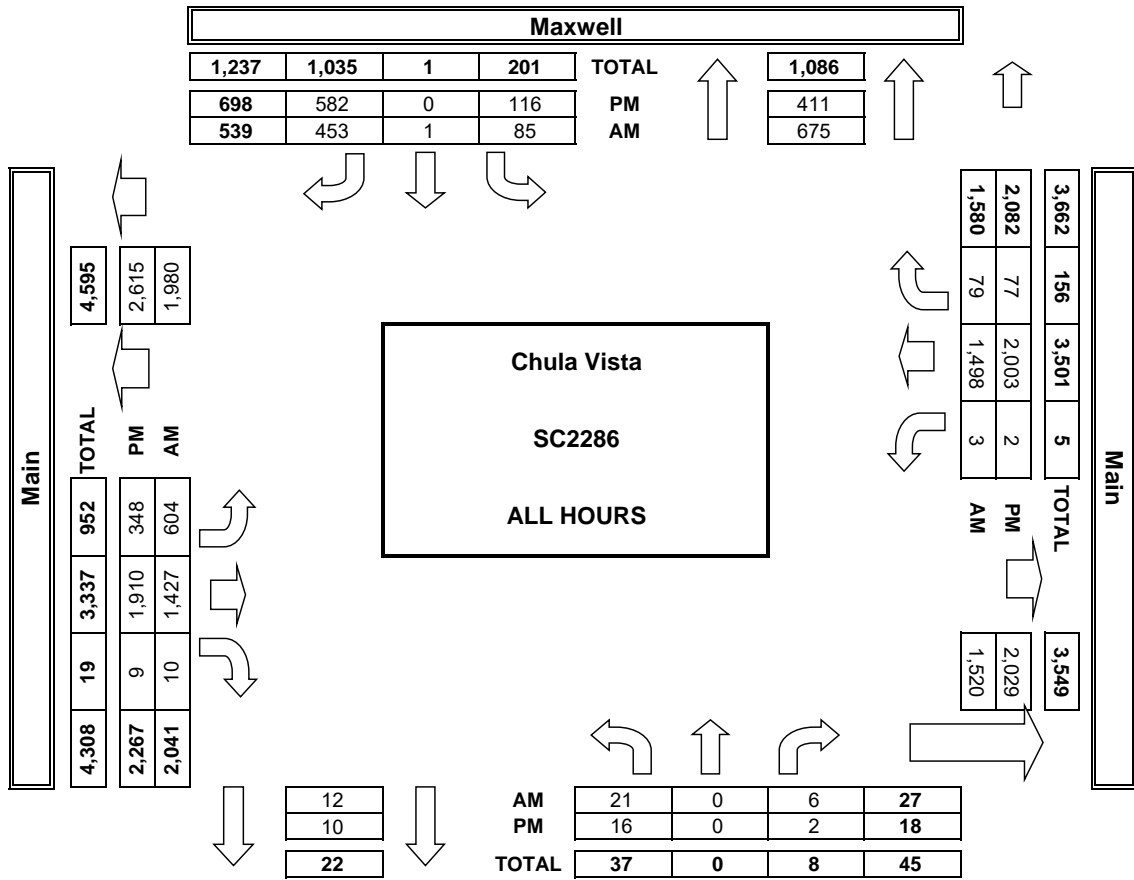 Maxwell
1,237 1,035 1 201 TOTAL 1,086
698 582 0 116 PM 411
539 453 1 85 AM 675
Main
4,595
2,615
1,980
TOTAL 952 3,337 19 4,308
PM 348 1,910 9 2,267
AM 604 1,427 10 2,041
Chula Vista
SC2286
ALL HOURS
3,662 156 3,501 5 TOTAL
2,082 77 2,003 2 PM
1,580 79 1,498 3 AM
3,549
2,029
1,520
Main
12 AM 21 0 6 27
10 PM 16 0 2 18
22 TOTAL 37 0 8 45